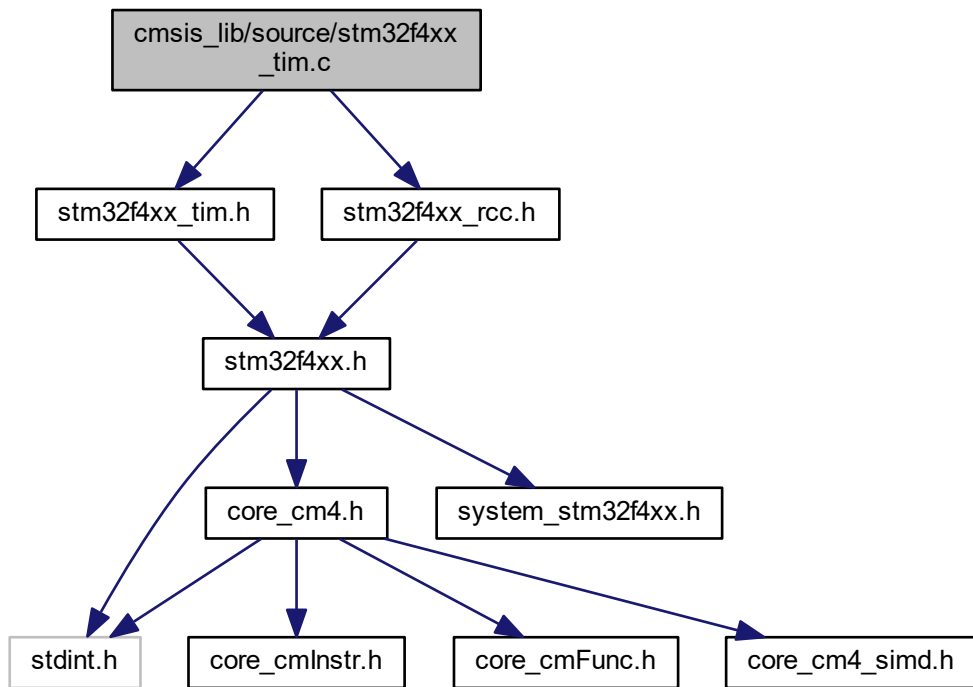 cmsis_lib/source/stm32f4xx
_tim.c
stm32f4xx_tim.h
stm32f4xx_rcc.h
stm32f4xx.h
core_cm4.h
system_stm32f4xx.h
stdint.h
core_cmInstr.h
core_cmFunc.h
core_cm4_simd.h